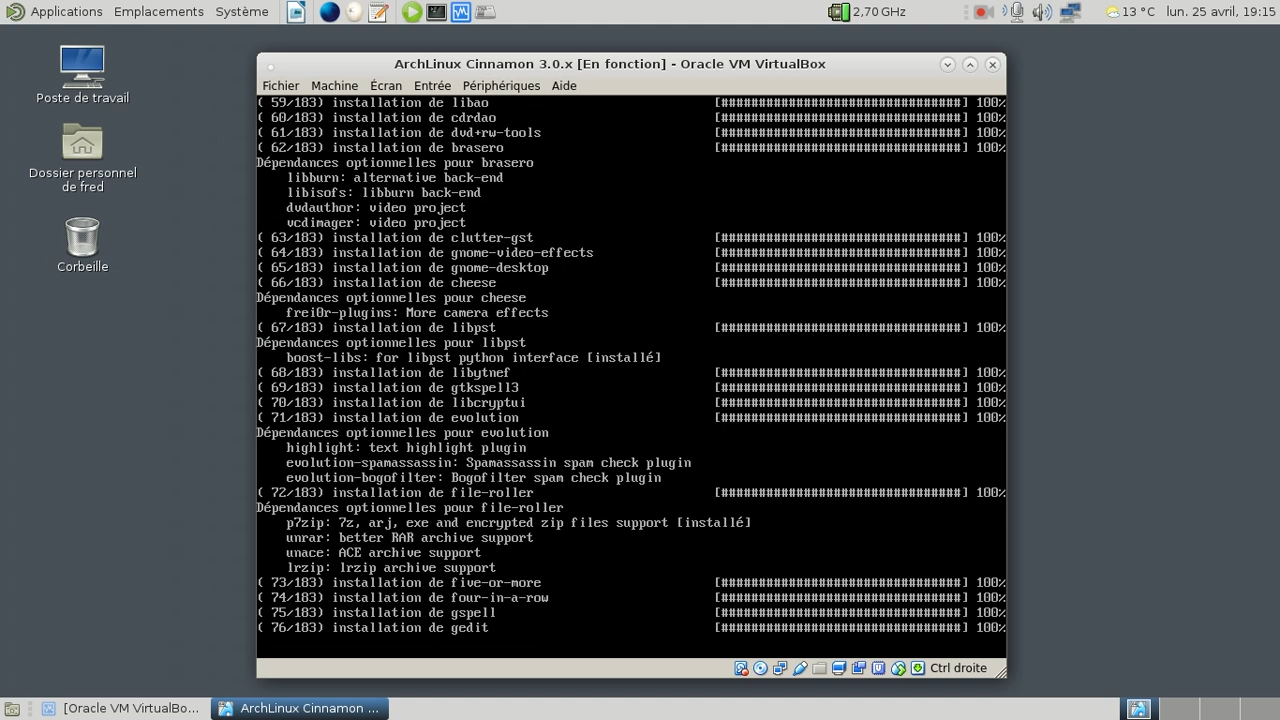 Applications Emplacements Système 2,70 GHz 13 °C lun. 25 avril, 19:15
Poste de travail
Dossier personnel
de fred
Corbeille
ArchLinux Cinnamon 3.0.x [En fonction] - Oracle VM VirtualBox
Fichier Machine Écran Entrée Périphériques Aide
( 59/183) installation de libao [################################] 100%
( 60/183) installation de cdrdao [################################] 100%
( 61/183) installation de dvd+rw-tools [################################] 100%
( 62/183) installation de brasero [################################] 100%
Dépendances optionnelles pour brasero
libburn: alternative back-end
libisofs: libburn back-end
dvdauthor: video project
vcdimager: video project
( 63/183) installation de clutter-gst [################################] 100%
( 64/183) installation de gnome-video-effects [################################] 100%
( 65/183) installation de gnome-desktop [################################] 100%
( 66/183) installation de cheese [################################] 100%
Dépendances optionnelles pour cheese
frei0r-plugins: More camera effects
( 67/183) installation de libpst [################################] 100%
Dépendances optionnelles pour libpst
boost-libs: for libpst python interface [installé]
( 68/183) installation de libytnef [################################] 100%
( 69/183) installation de gtkspell3 [################################] 100%
( 70/183) installation de libcryptui [################################] 100%
( 71/183) installation de evolution [################################] 100%
Dépendances optionnelles pour evolution
highlight: text highlight plugin
evolution-spamassassin: Spamassassin spam check plugin
evolution-bogofilter: Bogofilter spam check plugin
( 72/183) installation de file-roller [################################] 100%
Dépendances optionnelles pour file-roller
p7zip: 7z, arj, exe and encrypted zip files support [installé]
unrar: better RAR archive support
unace: ACE archive support
lrzip: lrzip archive support
( 73/183) installation de five-or-more [################################] 100%
( 74/183) installation de four-in-a-row [################################] 100%
( 75/183) installation de gspell [################################] 100%
( 76/183) installation de gedit [################################] 100%
Ctrl droite
[Oracle VM VirtualBo... ArchLinux Cinnamon ...